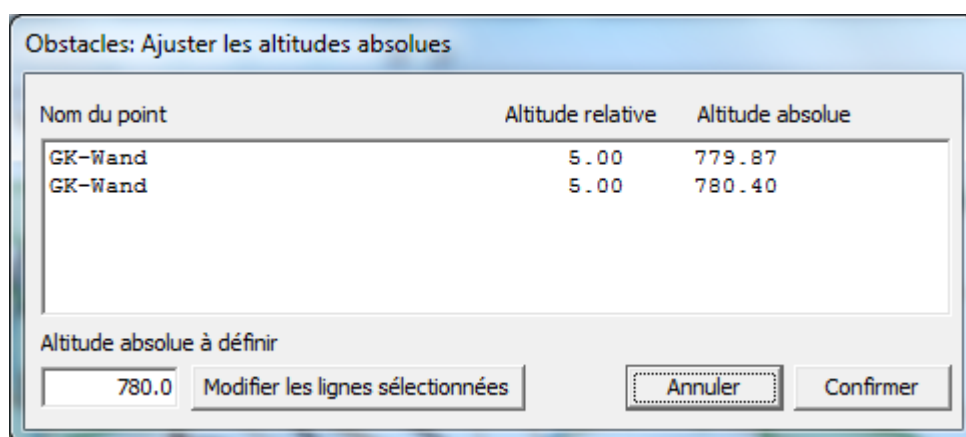 Obstacles: Ajuster les altitudes absolues
Nom du point Altitude relative Altitude absolue
GK-Wand 5.00 779.87
GK-Wand 5.00 780.40
Altitude absolue à définir
780.0 Modifier les lignes sélectionnées Annuler Confirmer